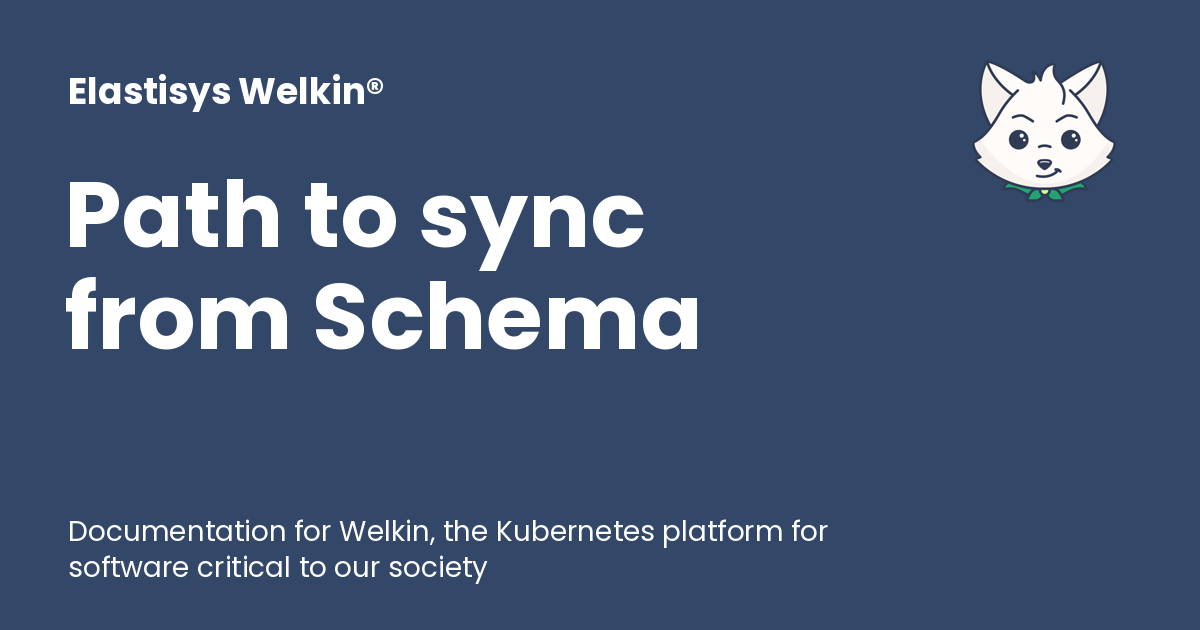 Elastisys Welkin®
Path to sync
from Schema
Documentation for Welkin, the Kubernetes platform for
software critical to our society